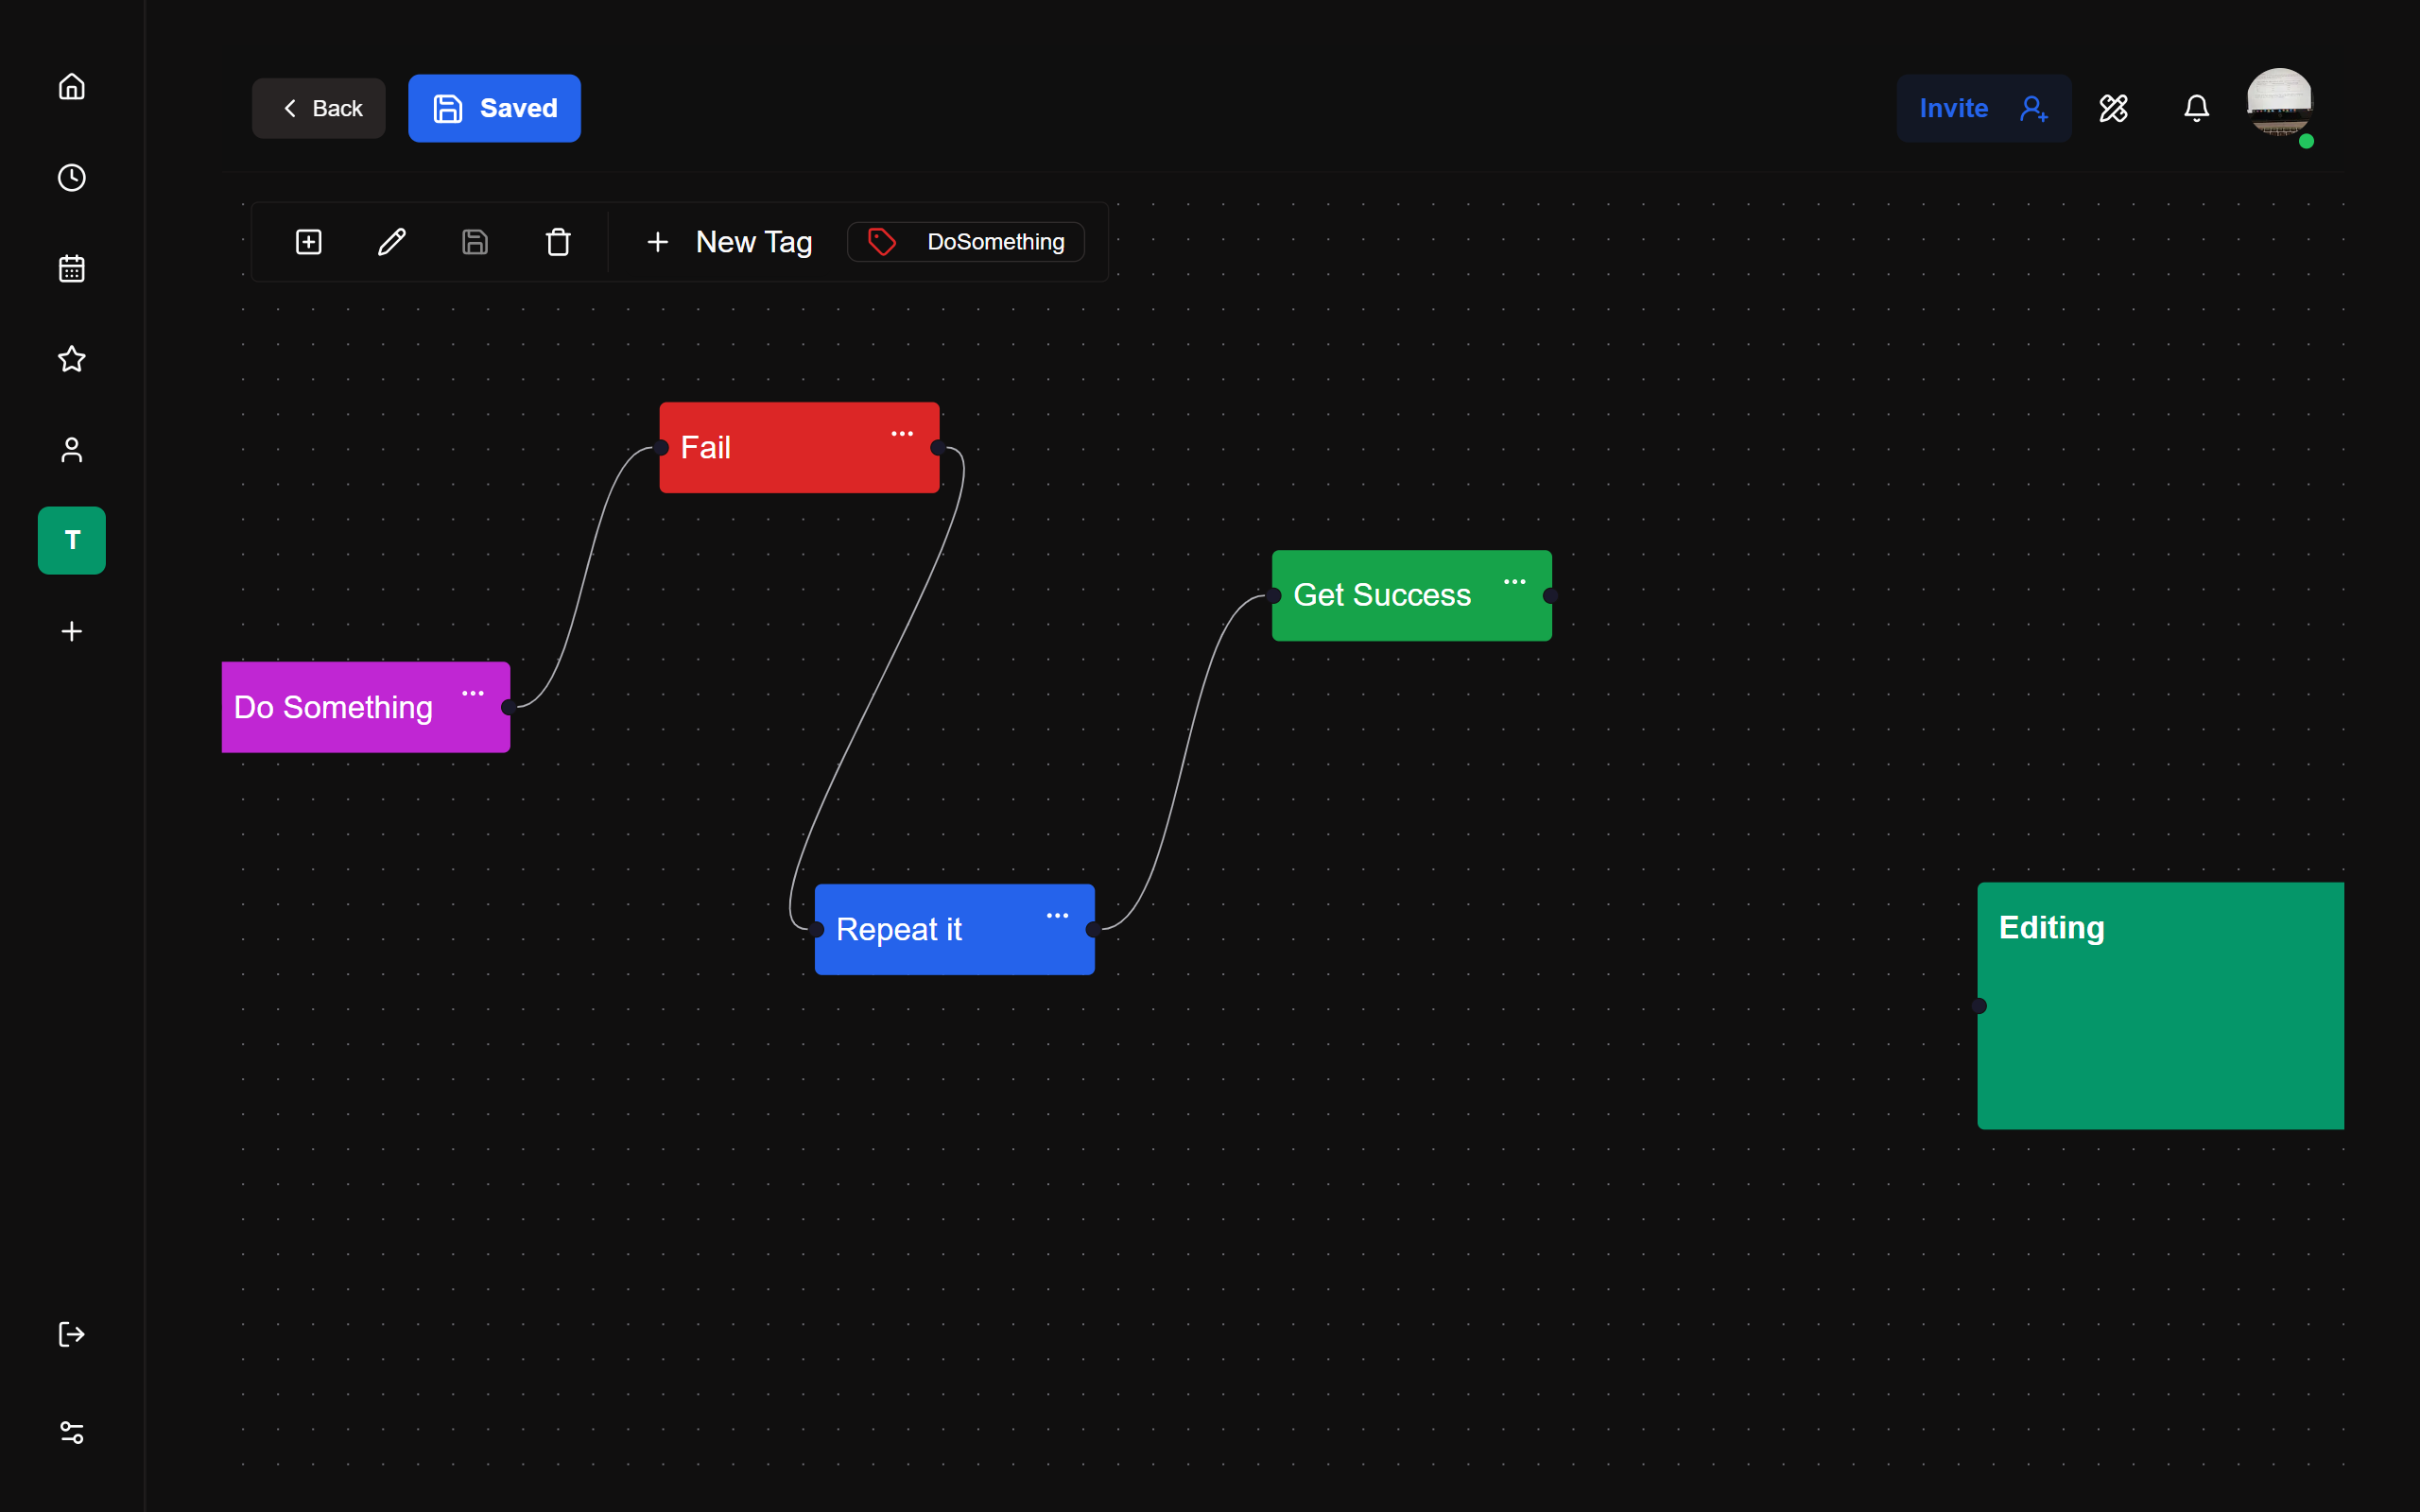 Back
Saved
Invite
New Tag
DoSomething
Fail
T
Get Success
Do Something
Repeat it
Editing